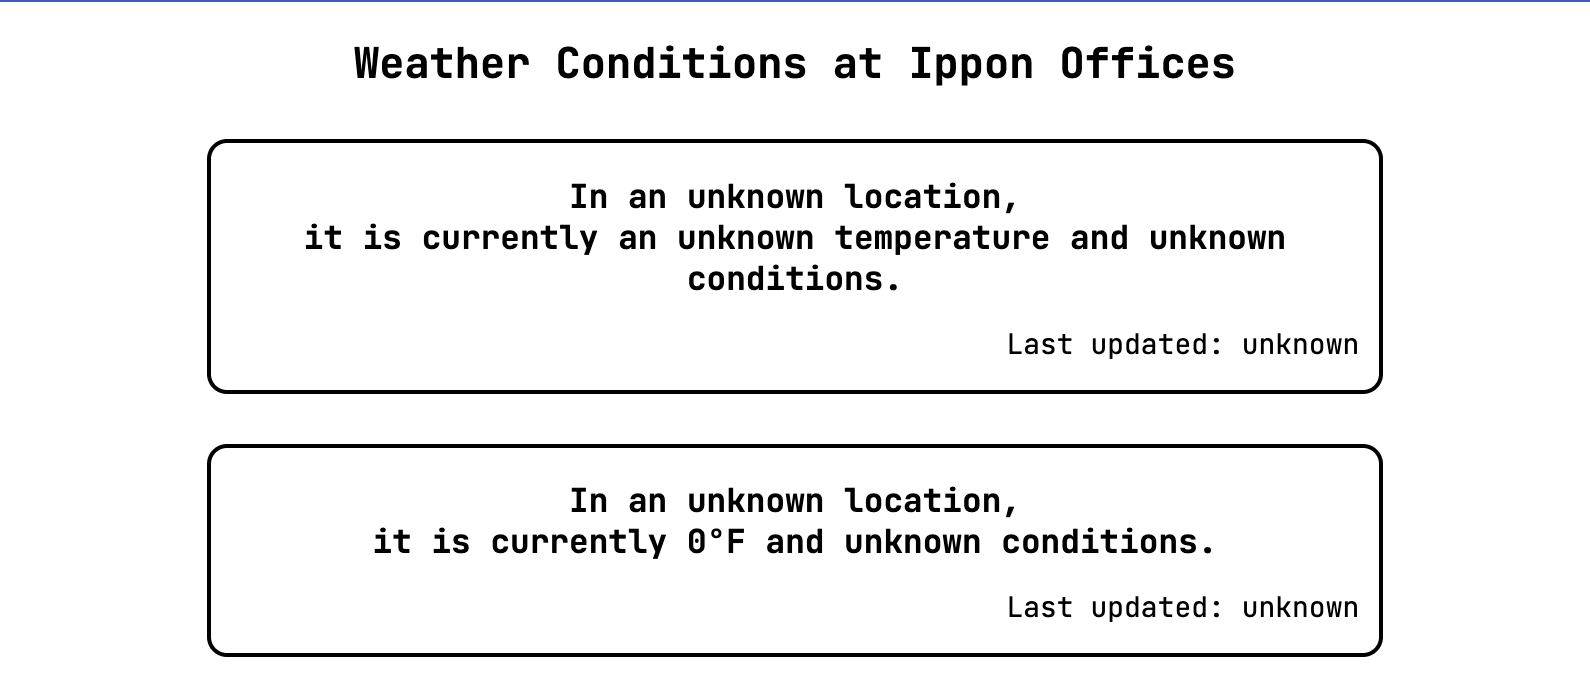 Weather Conditions at Ippon Offices
In an unknown location,
it is currently an unknown temperature and unknown
conditions.
Last updated: unknown
In an unknown location,
it is currently 0°F and unknown conditions.
Last updated: unknown